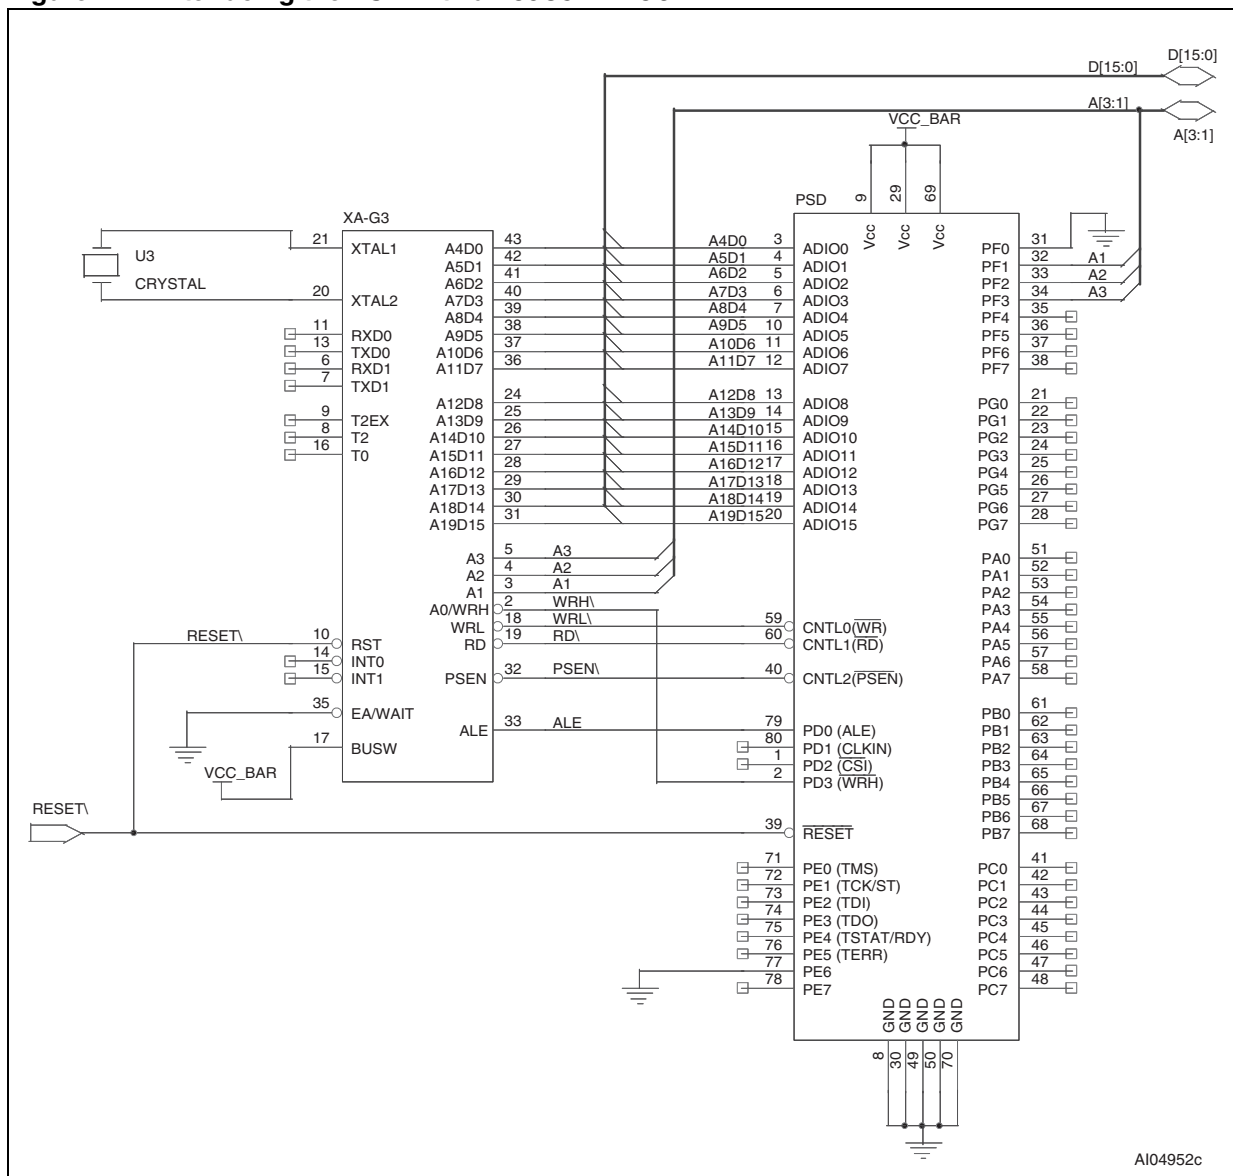 D[15:0]
D[15:0]
A[3:1]
A[3:1]
VCC_BAR
XA-G3
PSD
9
29
69
Vcc
Vcc
Vcc
U3
CRYSTAL
21 XTAL1
20 XTAL2
11 RXD0
13 TXD0
6 RXD1
7 TXD1
9 T2EX
8 T2
16 T0
RESET\
10 RST
14 INT0
15 INT1
35 EA/WAIT
17 BUSW
VCC_BAR
RESET\
A4D0 43
A5D1 42
A6D2 41
A7D3 40
A8D4 39
A9D5 38
A10D6 37
A11D7 36
A12D8 24
A13D9 25
A14D10 26
A15D11 27
A16D12 28
A17D13 29
A18D14 30
A19D15 31
A3 5 A3
A2 4 A2
A1 3 A1
A0/WRH 2 WRH\
WRL 18 WRL\
RD 19 RD\
PSEN 32 PSEN\
ALE 33 ALE
A4D0 3 ADIO0
A5D1 4 ADIO1
A6D2 5 ADIO2
A7D3 6 ADIO3
A8D4 7 ADIO4
A9D5 10 ADIO5
A10D6 11 ADIO6
A11D7 12 ADIO7
A12D8 13 ADIO8
A13D9 14 ADIO9
A14D10 15 ADIO10
A15D11 16 ADIO11
A16D12 17 ADIO12
A17D13 18 ADIO13
A18D14 19 ADIO14
A19D15 20 ADIO15
59 CNTL0(WR)
60 CNTL1(RD)
40 CNTL2(PSEN)
79 PD0 (ALE)
80 PD1 (CLKIN)
1 PD2 (CSI)
2 PD3 (WRH)
39 RESET
71 PE0 (TMS)
72 PE1 (TCK/ST)
73 PE2 (TDI)
74 PE3 (TDO)
75 PE4 (TSTAT/RDY)
76 PE5 (TERR)
77 PE6
78 PE7
PF0 31
PF1 32 A1
PF2 33 A2
PF3 34 A3
PF4 35
PF5 36
PF6 37
PF7 38
PG0 21
PG1 22
PG2 23
PG3 24
PG4 25
PG5 26
PG6 27
PG7 28
PA0 51
PA1 52
PA2 53
PA3 54
PA4 55
PA5 56
PA6 57
PA7 58
PB0 61
PB1 62
PB2 63
PB3 64
PB4 65
PB5 66
PB6 67
PB7 68
PC0 41
PC1 42
PC2 43
PC3 44
PC4 45
PC5 46
PC6 47
PC7 48
GND
GND
GND
GND
GND
8
30
49
50
70
AI04952c